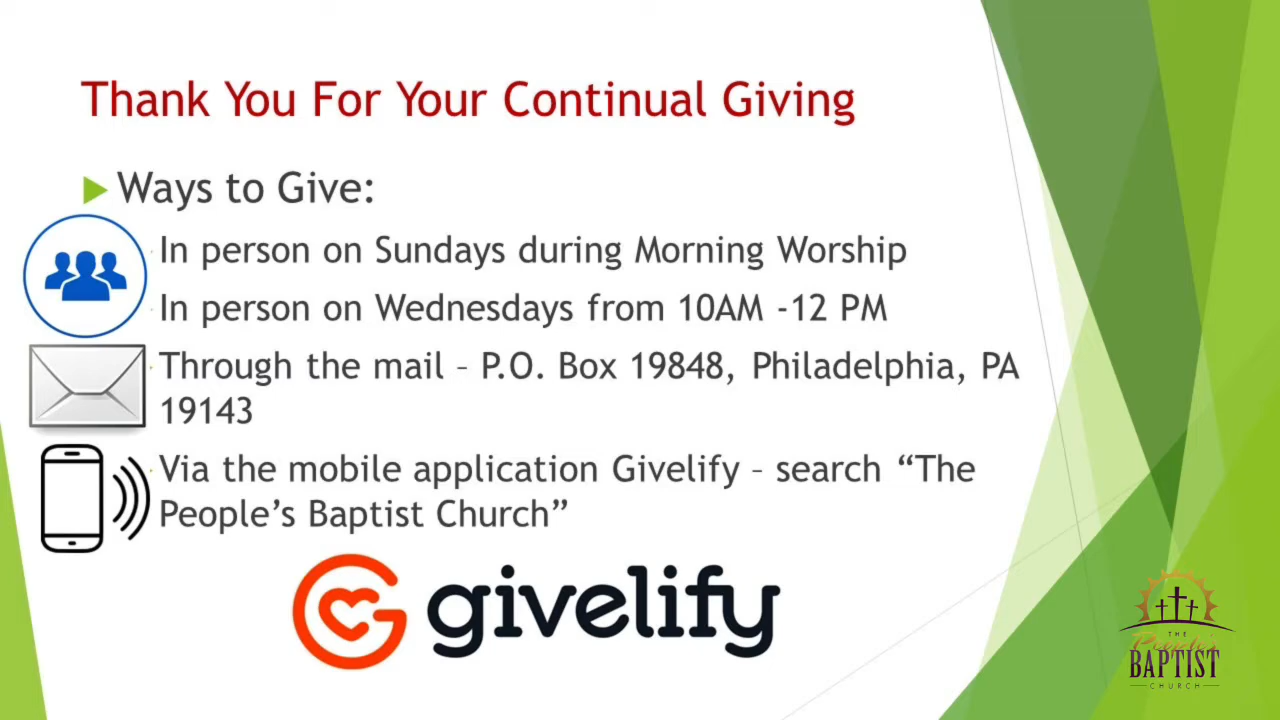 Thank You For Your Continual Giving
Ways to Give:
In person on Sundays during Morning Worship
In person on Wednesdays from 10AM -12 PM
Through the mail – P.O. Box 19848, Philadelphia, PA
19143
Via the mobile application Givelify – search “The
People’s Baptist Church”
givelify
THE
People's
BAPTIST
CHURCH